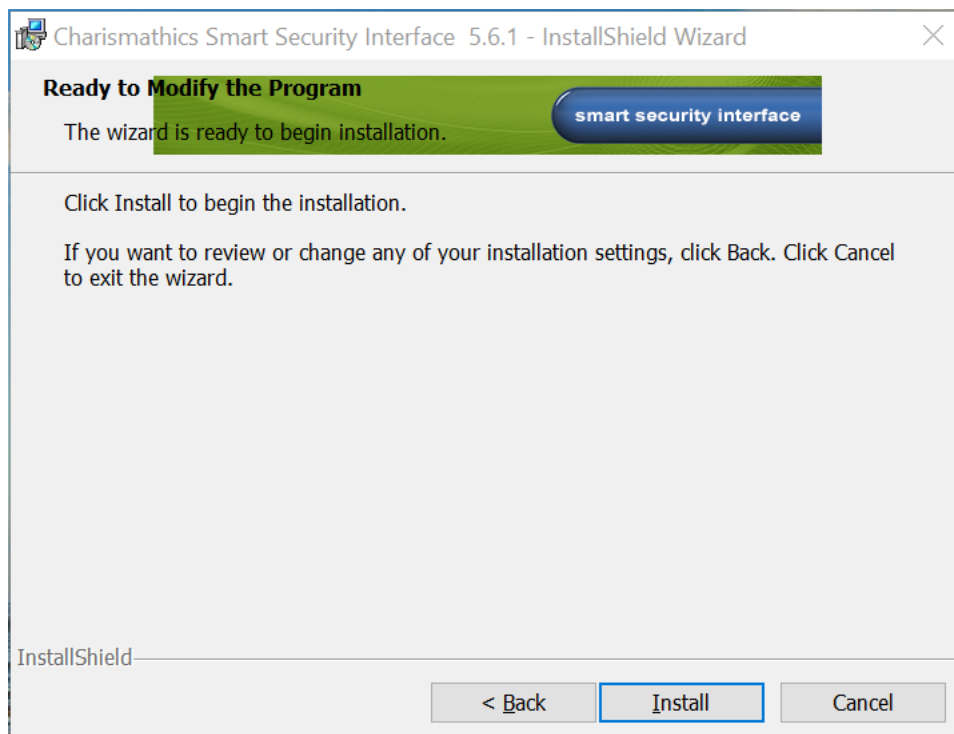 Charismathics Smart Security Interface  5.6.1 - InstallShield Wizard
Ready to Modify the Program
smart security interface
The wizard is ready to begin installation.
Click Install to begin the installation.
If you want to review or change any of your installation settings, click Back. Click Cancel
to exit the wizard.
InstallShield
< Back
Install
Cancel